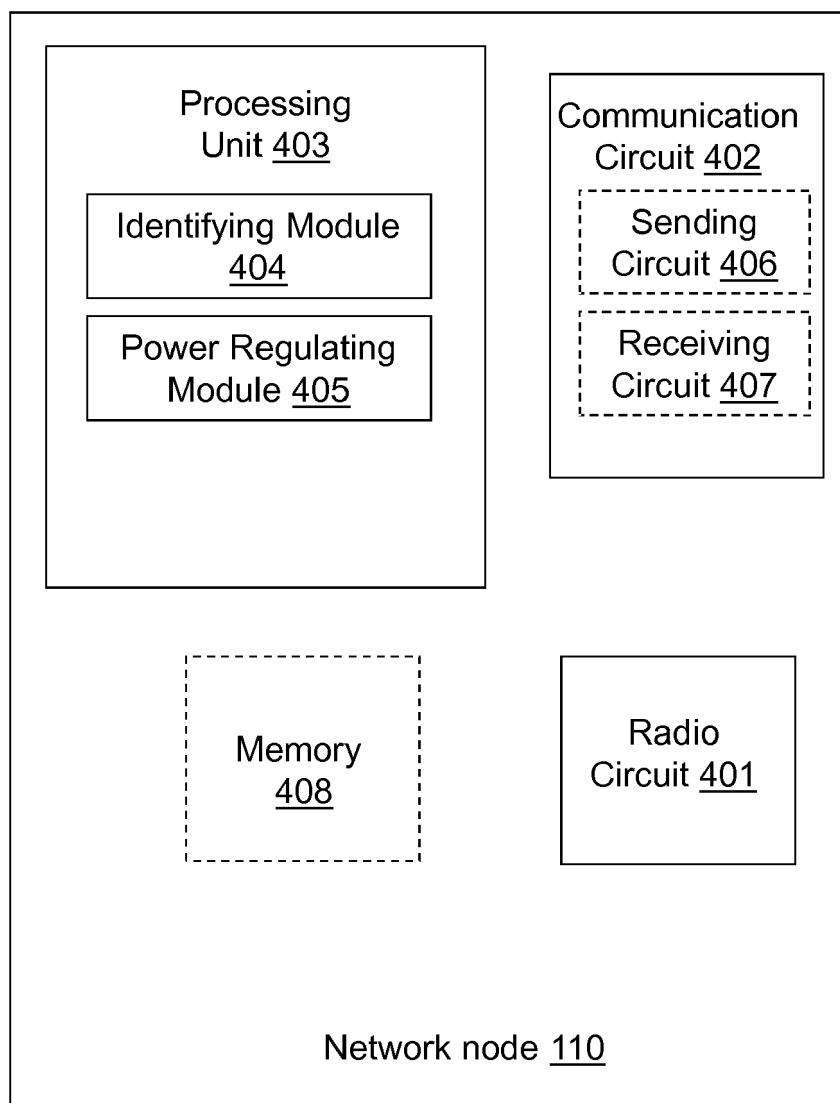 Processing
Unit 403
Identifying Module
404
Power Regulating
Module 405
Communication
Circuit 402
Sending
Circuit 406
Receiving
Circuit 407
Memory
408
Radio
Circuit 401
Network node 110